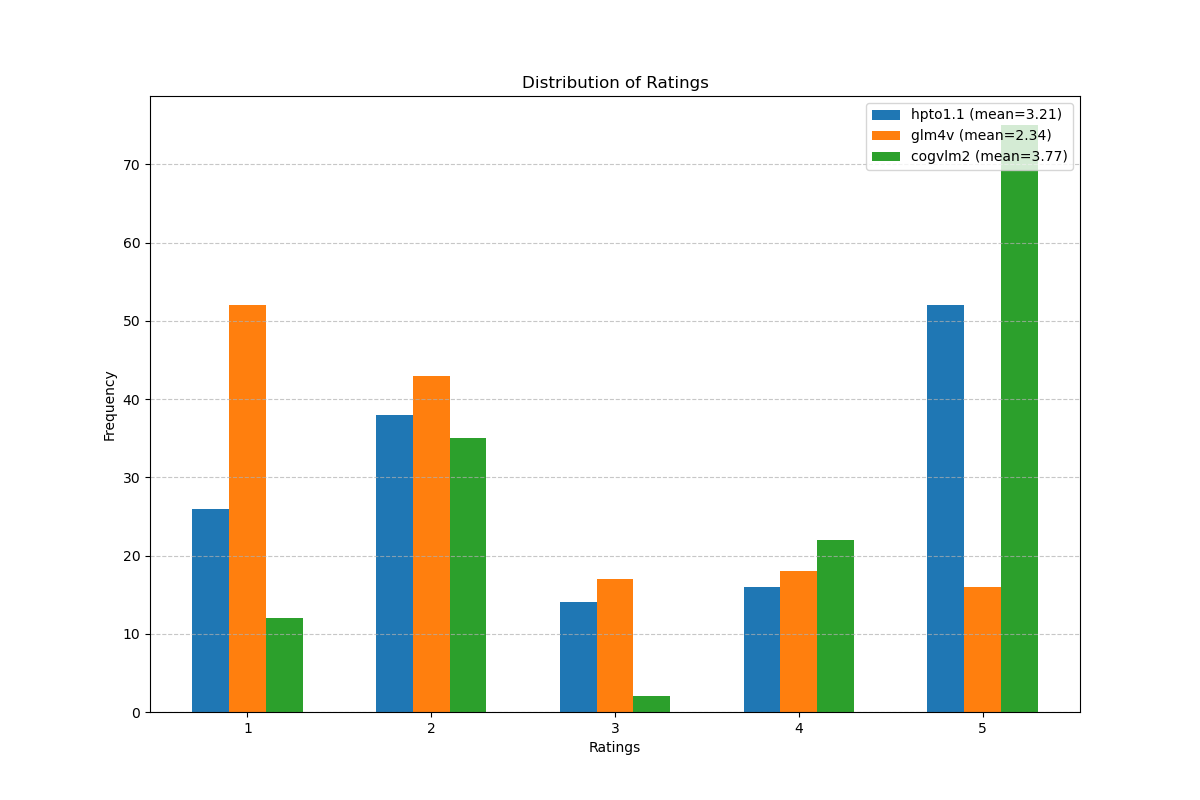 Distribution of Ratings
hpto1.1 (mean=3.21)
glm4v (mean=2.34)
cogvlm2 (mean=3.77)
Frequency
70
60
50
40
30
20
10
0
1 2 3 4 5
Ratings